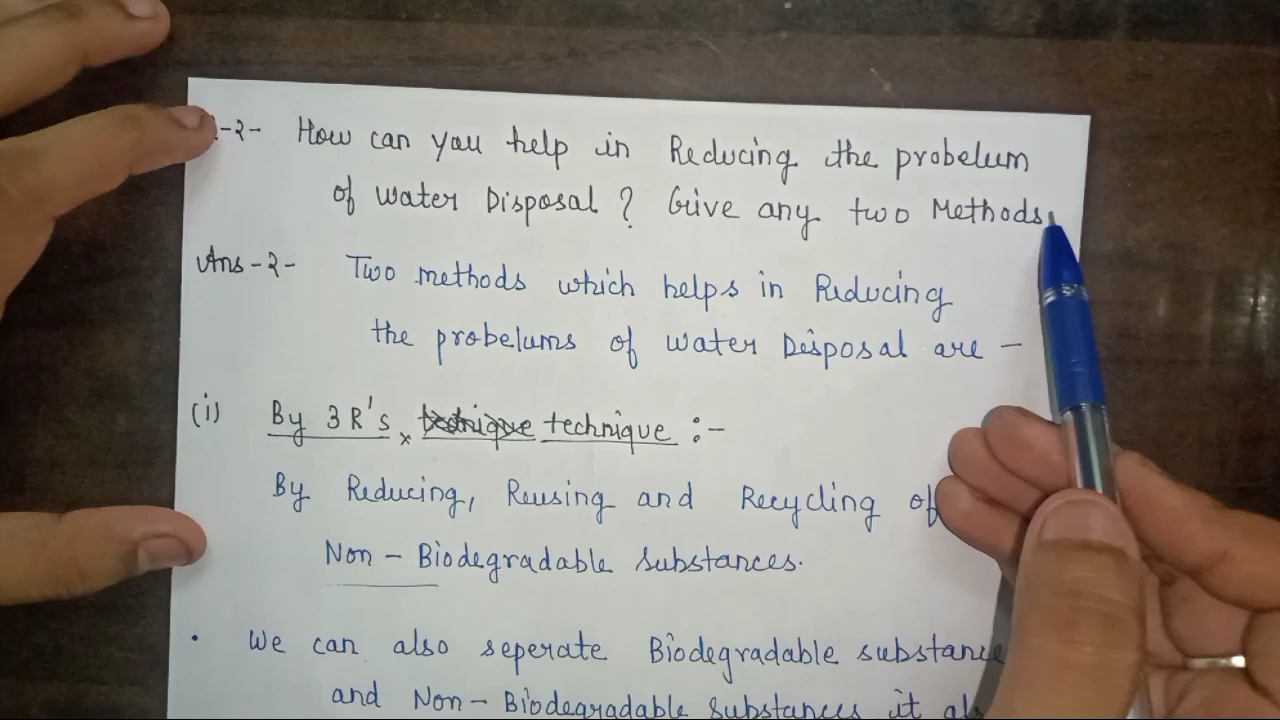 -2- How can you help in Reducing the probelum
of water Disposal ? Give any two Methods
Ans-2- Two methods which helps in Reducing
the probelums of water Disposal are -
(i) By 3R's x technique :-
By Reducing, Reusing and Recycling of
Non-Biodegradable substances.
• We can also seperate Biodegradable substance
and Non-Biodegradable substances it als